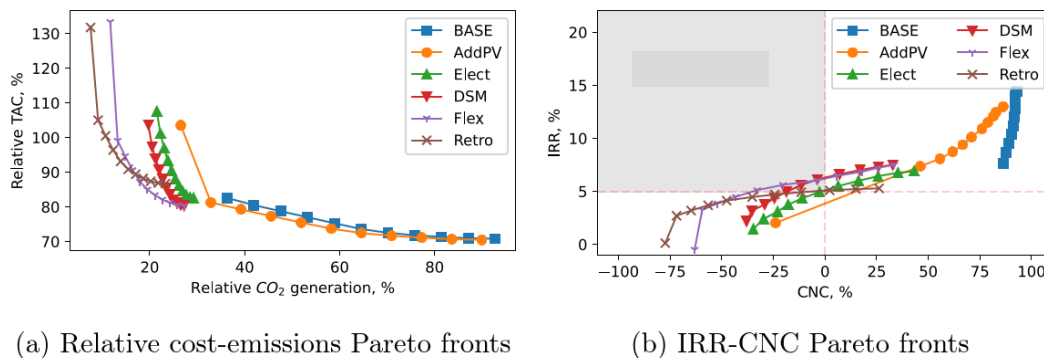 130
120
110
100
90
80
70
Relative TAC, %
20
40
60
80
Relative CO2 generation, %
BASE
AddPV
Elect
DSM
Flex
Retro
(a) Relative cost-emissions Pareto fronts
20
15
10
5
0
IRR, %
−100
−75
−50
−25
0
25
50
75
100
CNC, %
BASE
AddPV
Elect
DSM
Flex
Retro
(b) IRR-CNC Pareto fronts